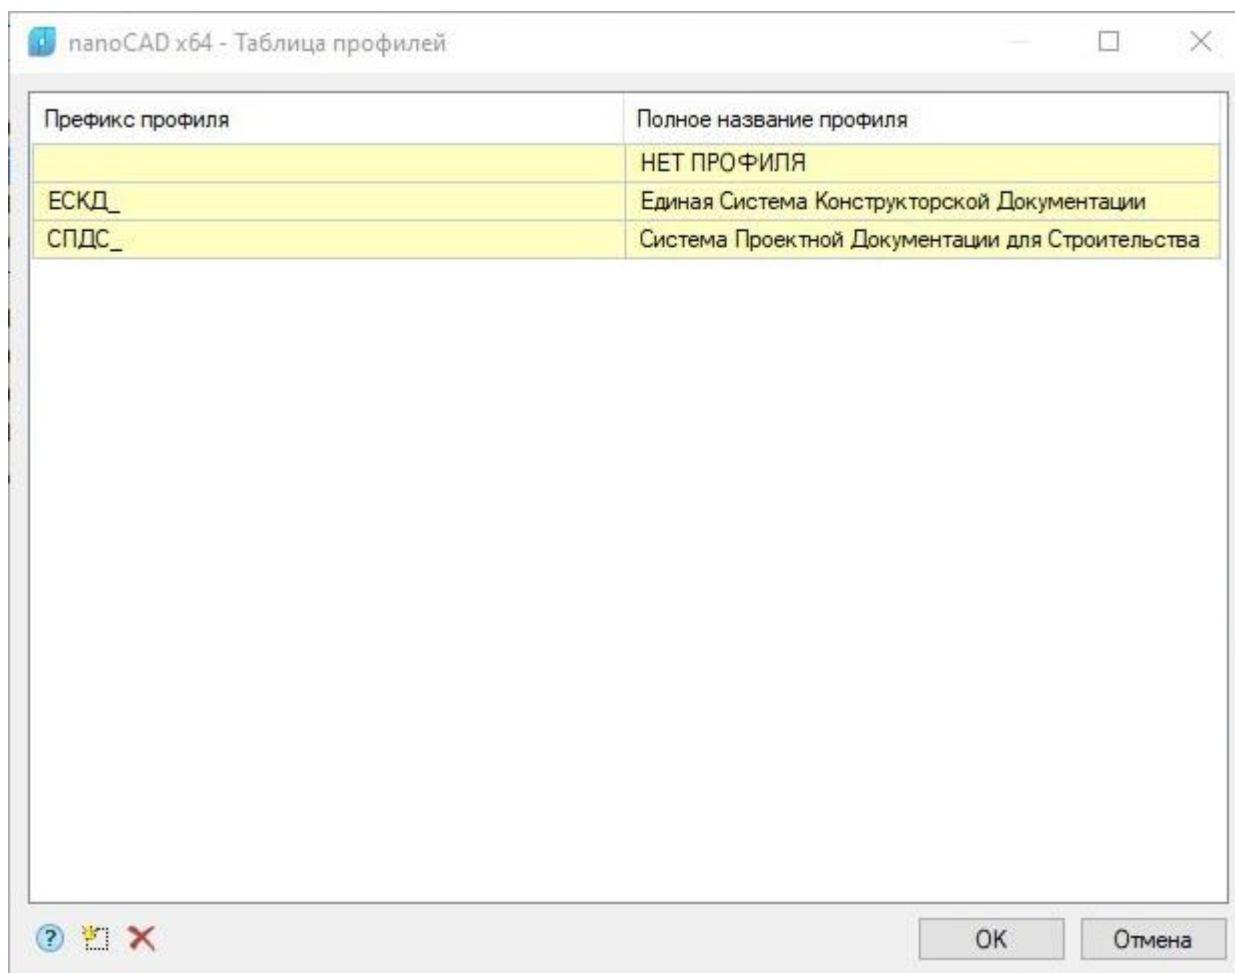 nanoCAD x64 - Таблица профилей
Префикс профиля Полное название профиля
НЕТ ПРОФИЛЯ
ЕСКД_ Единая Система Конструкторской Документации
СПДС_ Система Проектной Документации для Строительства
?
OK Отмена